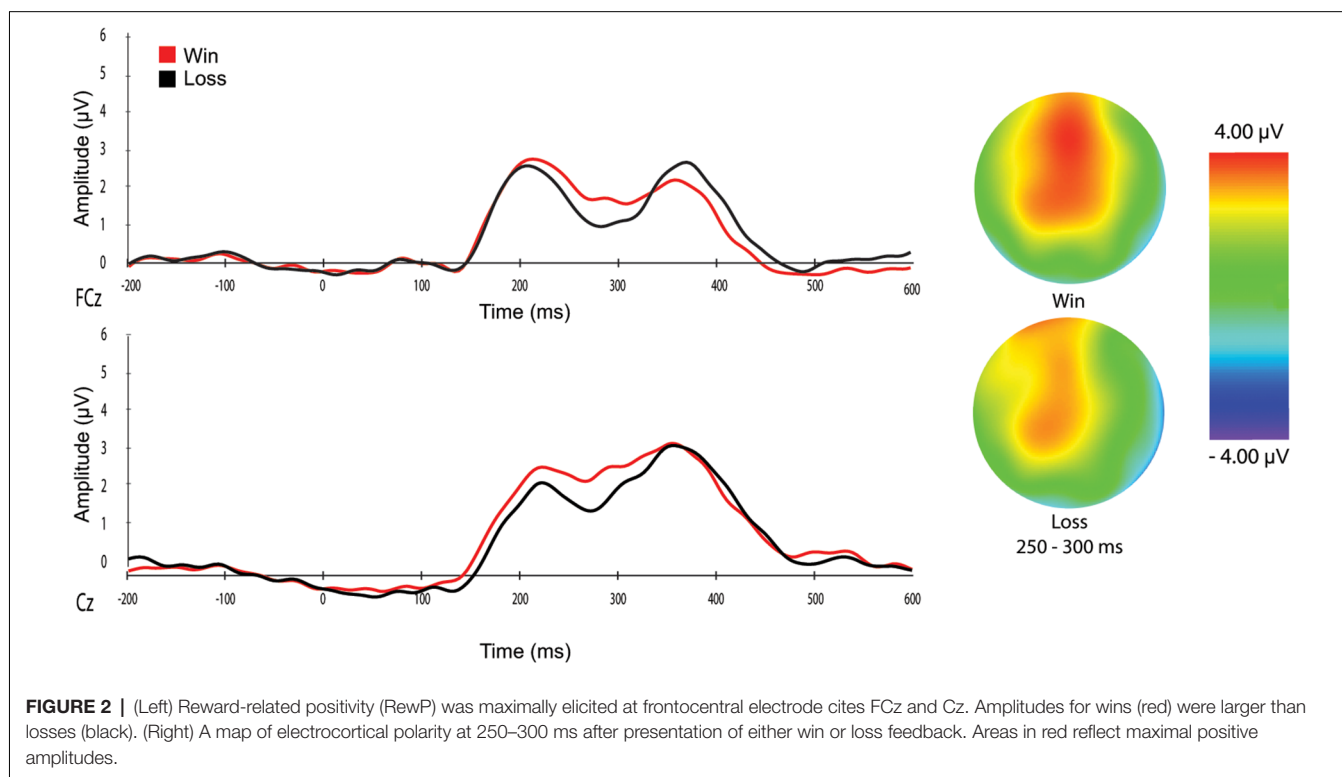 6
5
4
3
2
1
0
Amplitude (µV)
Win
Loss
-200
-100
0
100
200
300
400
500
600
FCz
Time (ms)
6
5
4
3
2
1
0
Amplitude (µV)
-200
-100
0
100
200
300
400
500
600
Cz
Time (ms)
Win
Loss
250 - 300 ms
4.00 µV
- 4.00 µV
FIGURE 2 | (Left) Reward-related positivity (RewP) was maximally elicited at frontocentral electrode cites FCz and Cz. Amplitudes for wins (red) were larger than
losses (black). (Right) A map of electrocortical polarity at 250–300 ms after presentation of either win or loss feedback. Areas in red reflect maximal positive
amplitudes.